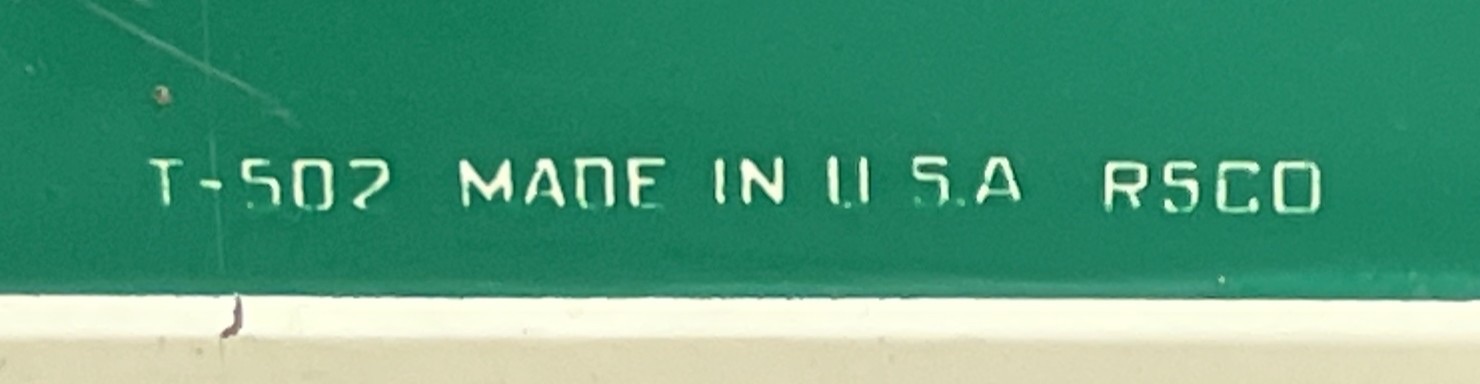 T-502 MADE IN U.S.A RSCO